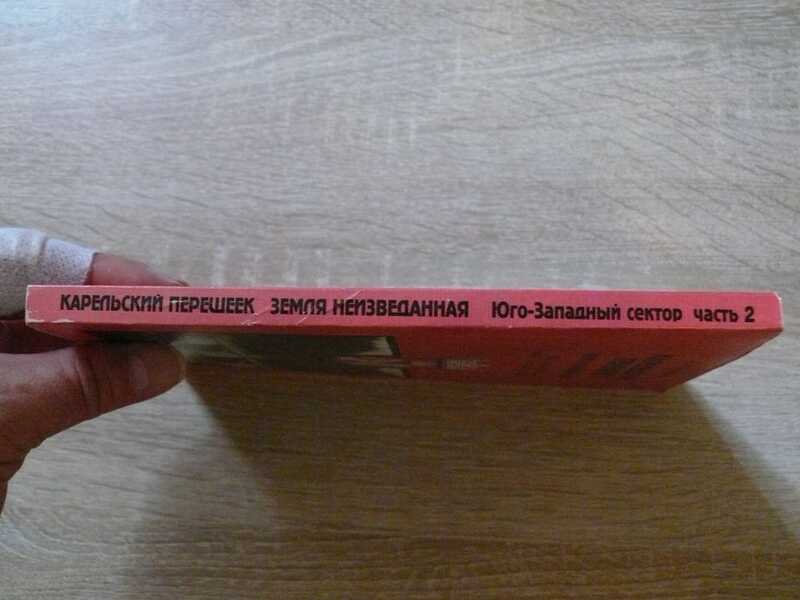 КАРЕЛЬСКИЙ ПЕРЕШЕЕК ЗЕМЛЯ НЕИЗВЕДАННАЯ Юго-Западный сектор часть 2